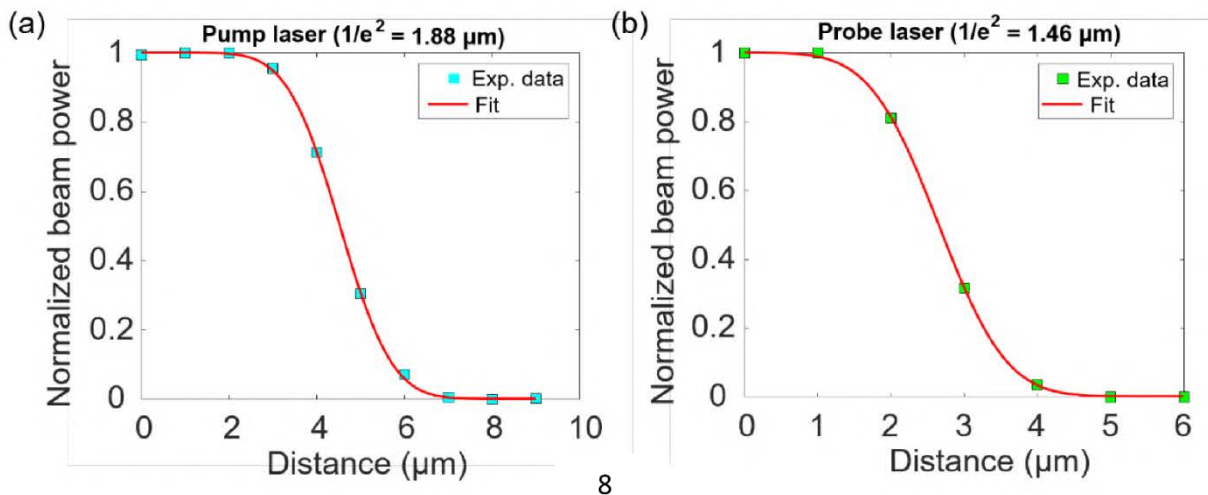 (a)
Pump laser (1/e² = 1.88 µm)
Exp. data
Fit
Normalized beam power
1
0.8
0.6
0.4
0.2
0
0 2 4 6 8 10
Distance (µm)
(b)
Probe laser (1/e² = 1.46 µm)
Exp. data
Fit
Normalized beam power
1
0.8
0.6
0.4
0.2
0
0 1 2 3 4 5 6
Distance (µm)
8